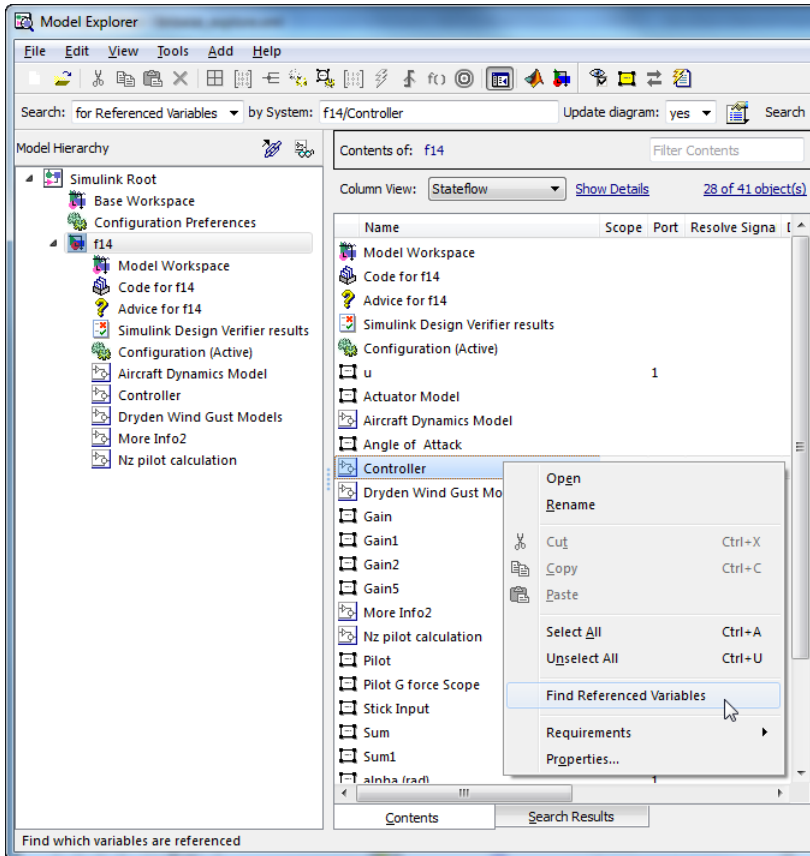 Model Explorer
File Edit View Tools Add Help
Search: for Referenced Variables by System: f14/Controller Update diagram: yes Search
Model Hierarchy
Contents of: f14 Filter Contents
Simulink Root
Base Workspace
Configuration Preferences
f14
Model Workspace
Code for f14
Advice for f14
Simulink Design Verifier results
Configuration (Active)
Aircraft Dynamics Model
Controller
Dryden Wind Gust Models
More Info2
Nz pilot calculation
Column View: Stateflow Show Details 28 of 41 object(s)
Name Scope Port Resolve Signa
Model Workspace
Code for f14
Advice for f14
Simulink Design Verifier results
Configuration (Active)
u 1
Actuator Model
Aircraft Dynamics Model
Angle of Attack
Controller
Dryden Wind Gust Mo
Gain
Gain1
Gain2
Gain5
More Info2
Nz pilot calculation
Pilot
Pilot G force Scope
Stick Input
Sum
Sum1
alpha (rad) 1
Open
Rename
Cut Ctrl+X
Copy Ctrl+C
Paste
Select All Ctrl+A
Unselect All Ctrl+U
Find Referenced Variables
Requirements
Properties...
Contents Search Results
Find which variables are referenced